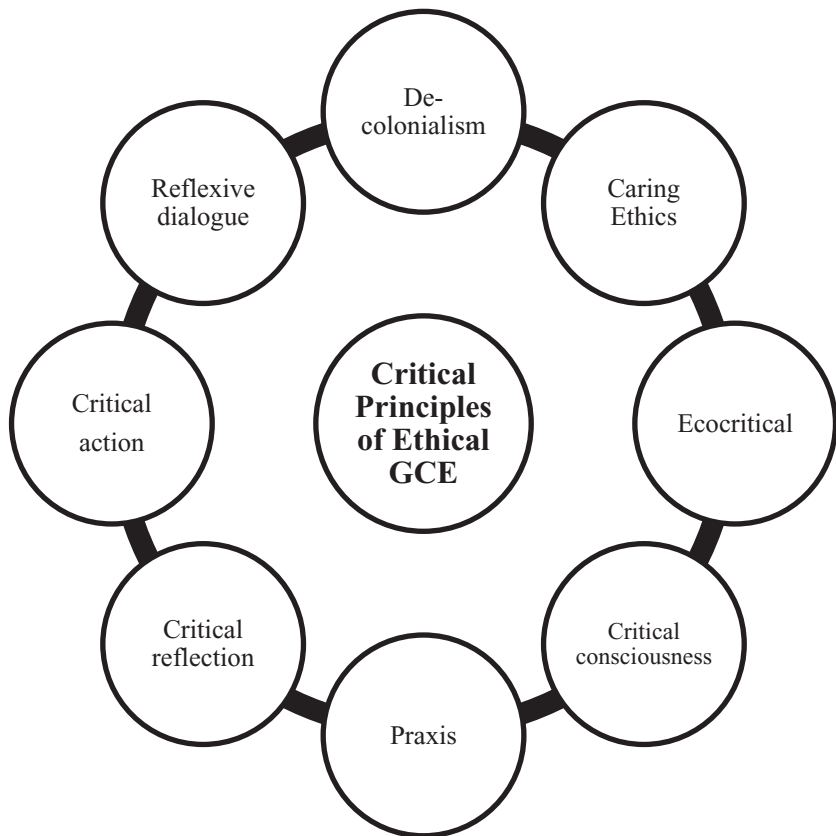 De-
colonialism
Caring
Ethics
Ecocritical
Critical
consciousness
Praxis
Critical
reflection
Critical
action
Reflexive
dialogue
Critical
Principles
of Ethical
GCE